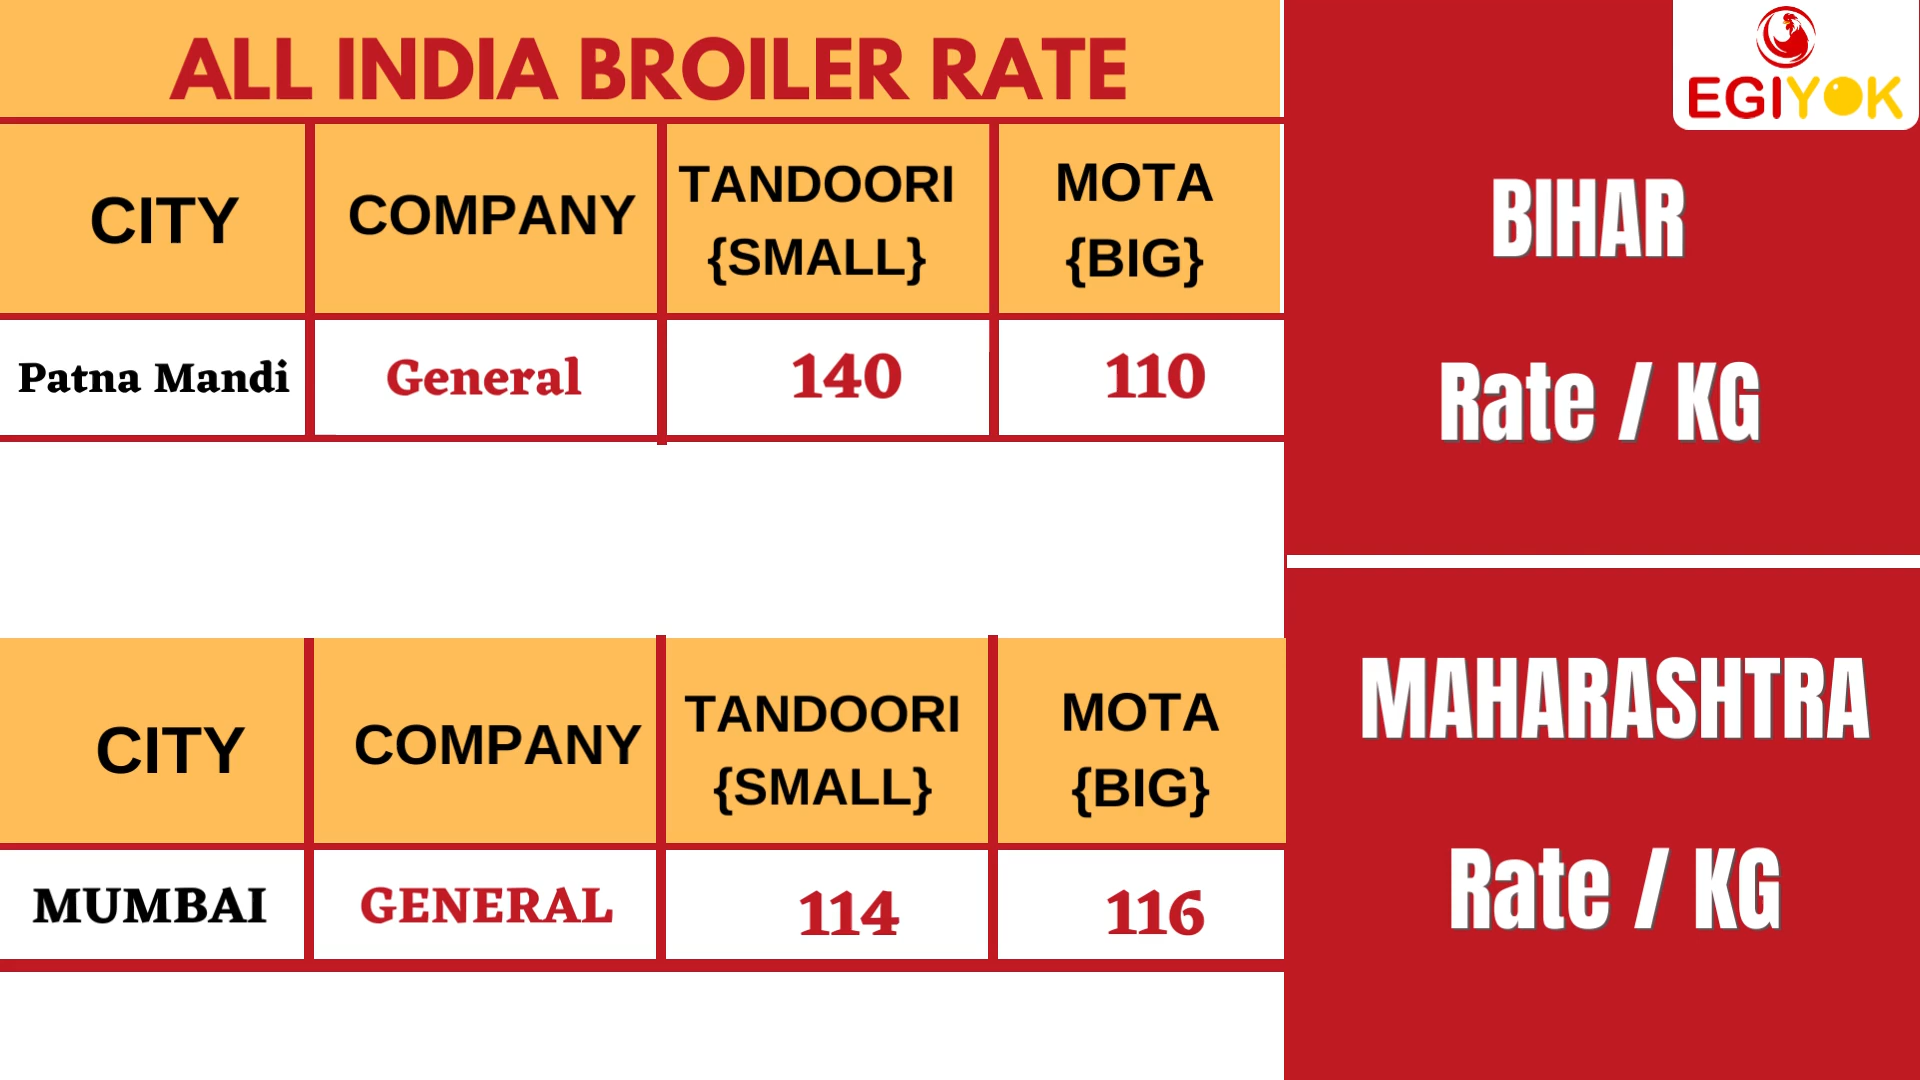 ALL INDIA BROILER RATE
EGIYOK
CITY
COMPANY
TANDOORI
{SMALL}
MOTA
{BIG}
Patna Mandi
General
140
110
BIHAR
Rate / KG
CITY
COMPANY
TANDOORI
{SMALL}
MOTA
{BIG}
MUMBAI
GENERAL
114
116
MAHARASHTRA
Rate / KG